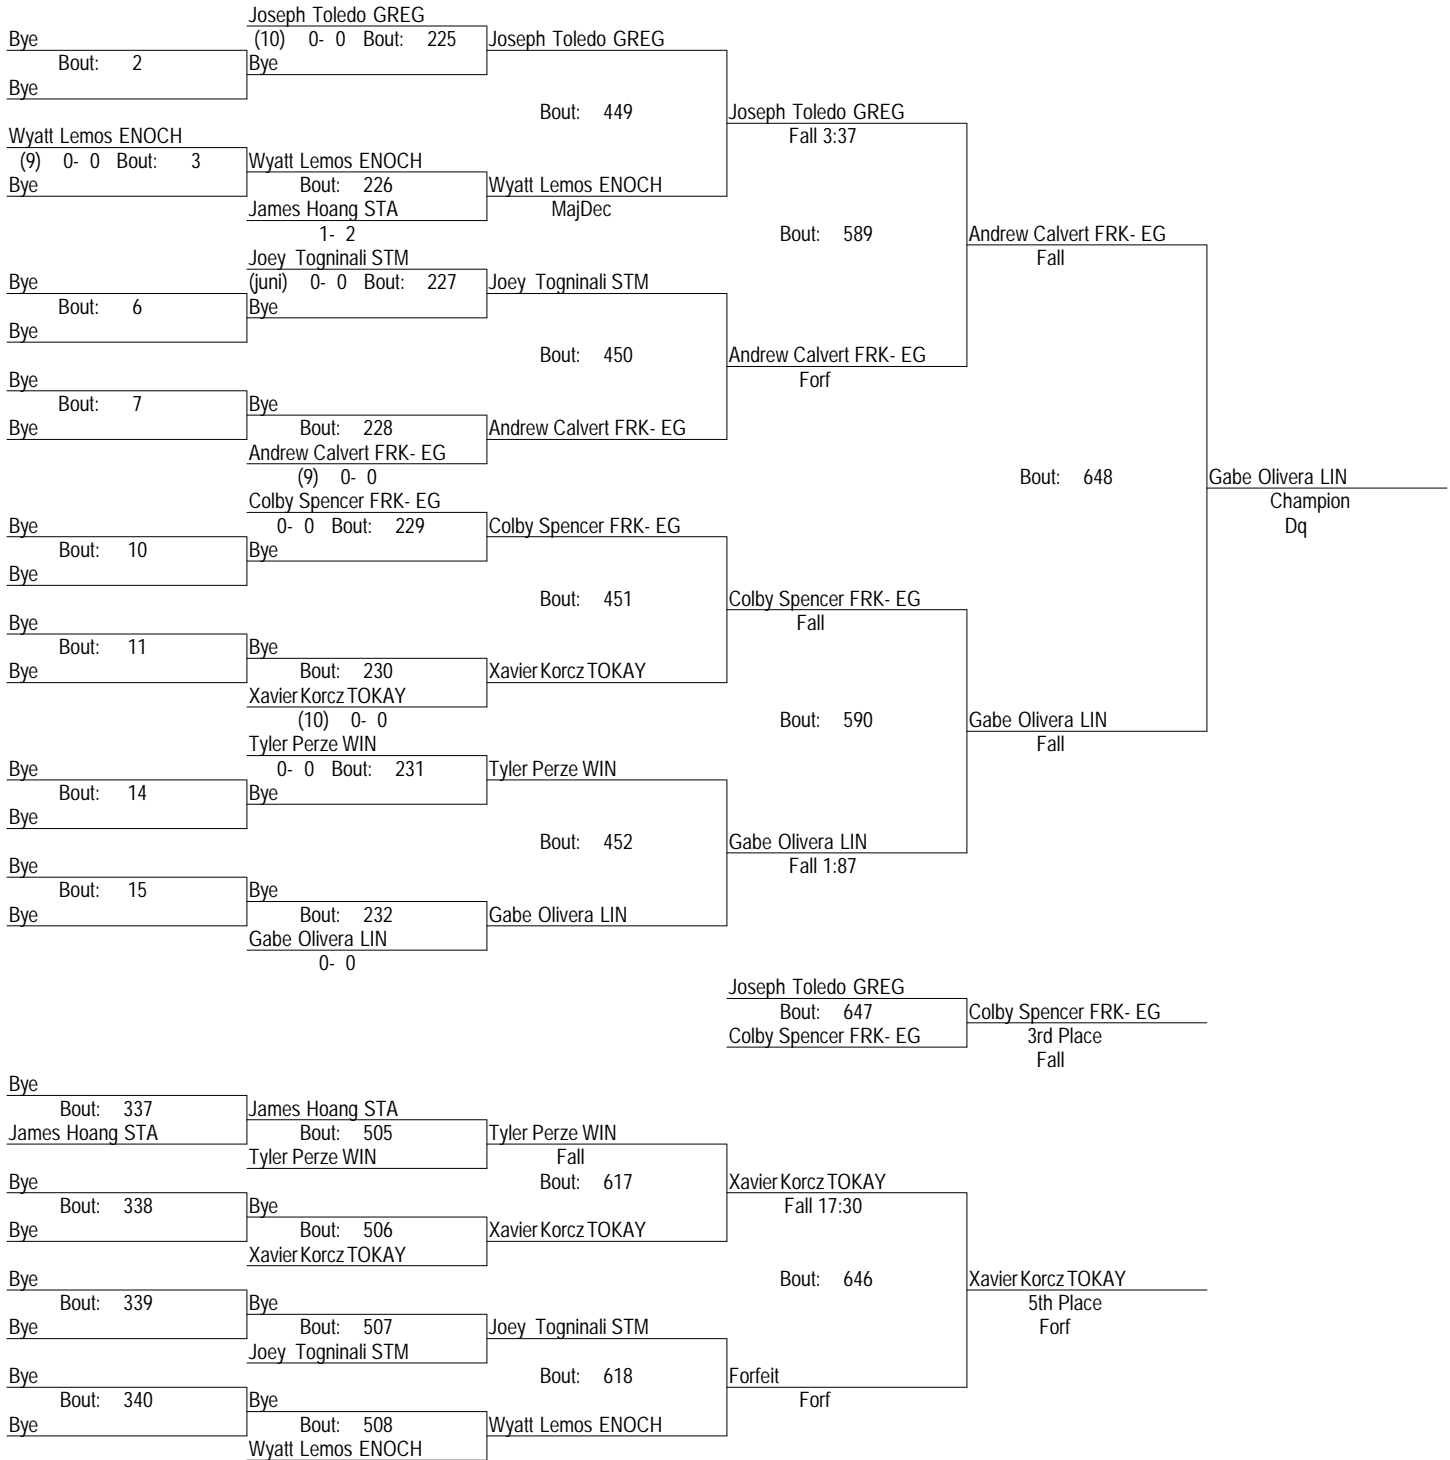 Joseph Toledo GREG
Bye (10) 0- 0 Bout: 225 Joseph Toledo GREG
Bout: 2 Bye
Bye
Bout: 449 Joseph Toledo GREG
Wyatt Lemos ENOCH Fall 3:37
(9) 0- 0 Bout: 3 Wyatt Lemos ENOCH
Bye Bout: 226 Wyatt Lemos ENOCH
James Hoang STA MajDec
1- 2 Bout: 589 Andrew Calvert FRK- EG
Joey Togninali STM Fall
Bye (juni) 0- 0 Bout: 227 Joey Togninali STM
Bout: 6 Bye
Bye
Bout: 450 Andrew Calvert FRK- EG
Bye Forf
Bout: 7 Bye
Bye Bout: 228 Andrew Calvert FRK- EG
Andrew Calvert FRK- EG
(9) 0- 0 Bout: 648 Gabe Olivera LIN
Colby Spencer FRK- EG Champion
Bye 0- 0 Bout: 229 Colby Spencer FRK- EG Dq
Bout: 10 Bye
Bye
Bout: 451 Colby Spencer FRK- EG
Bye Fall
Bout: 11 Bye
Bye Bout: 230 Xavier Korcz TOKAY
Xavier Korcz TOKAY
(10) 0- 0 Bout: 590 Gabe Olivera LIN
Tyler Perze WIN Fall
Bye 0- 0 Bout: 231 Tyler Perze WIN
Bout: 14 Bye
Bye
Bout: 452 Gabe Olivera LIN
Bye Fall 1:87
Bout: 15 Bye
Bye Bout: 232 Gabe Olivera LIN
Gabe Olivera LIN
0- 0
Joseph Toledo GREG
Bout: 647 Colby Spencer FRK- EG
Colby Spencer FRK- EG 3rd Place
Fall
Bye
Bout: 337 James Hoang STA
James Hoang STA Bout: 505 Tyler Perze WIN
Tyler Perze WIN Fall
Bye Bout: 617 Xavier Korcz TOKAY
Bout: 338 Bye Fall 17:30
Bye Bout: 506 Xavier Korcz TOKAY
Xavier Korcz TOKAY
Bye Bout: 646 Xavier Korcz TOKAY
Bout: 339 Bye 5th Place
Bye Bout: 507 Joey Togninali STM Forf
Joey Togninali STM
Bye Bout: 618 Forfeit
Bout: 340 Bye Forf
Bye Bout: 508 Wyatt Lemos ENOCH
Wyatt Lemos ENOCH